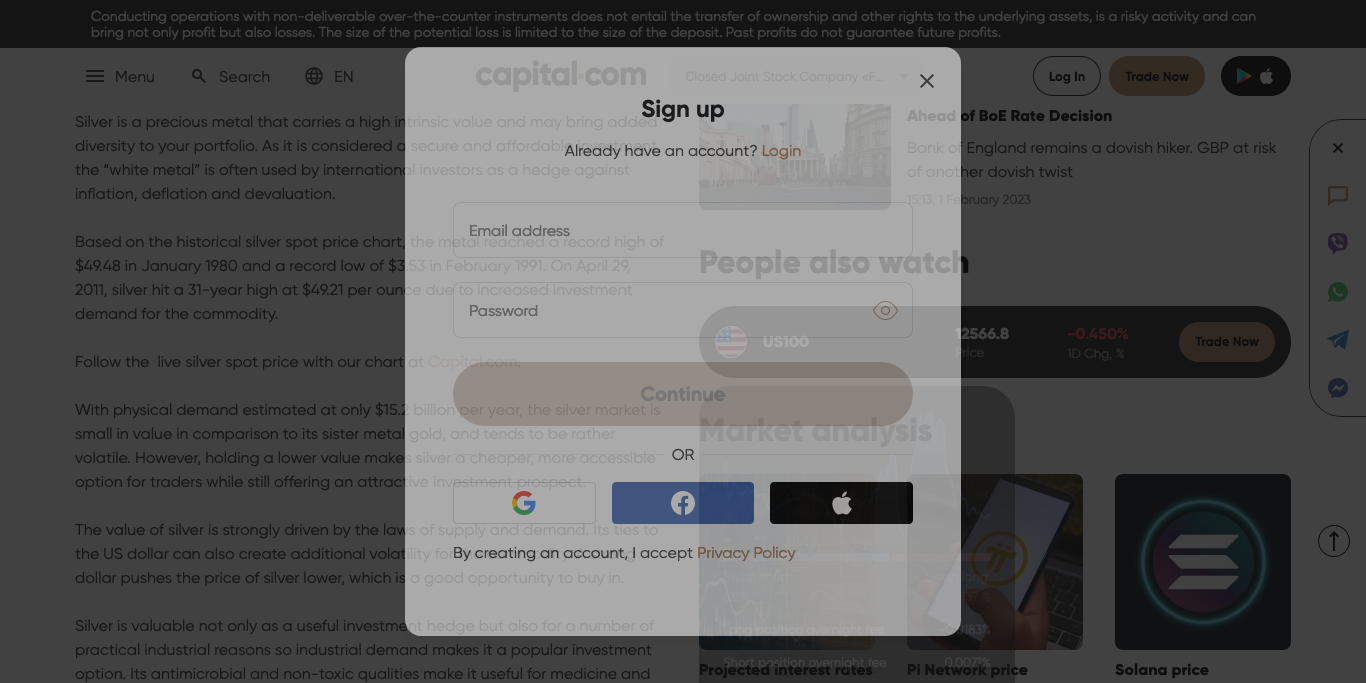 Conducting operations with non-deliverable over-the-counter instruments does not entail the transfer of ownership and other rights to the underlying assets, is a risky activity and can
bring not only profit but also losses. The size of the potential loss is limited to the size of the deposit. Past profits do not guarantee future profits.
Menu
Search
EN
capital.com
Closed Joint Stock Company «F...
Log In
Trade Now
Silver is a precious metal that carries a high intrinsic value and may bring added
diversity to your portfolio. As it is considered a secure and affordable investment,
the “white metal” is often used by international investors as a hedge against
inflation, deflation and devaluation.
Based on the historical silver spot price chart, the metal reached a record high of
$49.48 in January 1980 and a record low of $3.53 in February 1991. On April 29,
2011, silver hit a 31-year high at $49.21 per ounce due to increased investment
demand for the commodity.
Follow the live silver spot price with our chart at Capital.com.
With physical demand estimated at only $15.2 billion per year, the silver market is
small in value in comparison to its sister metal gold, and tends to be rather
volatile. However, holding a lower value makes silver a cheaper, more accessible
option for traders while still offering an attractive investment prospect.
The value of silver is strongly driven by the laws of supply and demand. Its ties to
the US dollar can also create additional volatility for
dollar pushes the price of silver lower, which is a good opportunity to buy in.
Silver is valuable not only as a useful investment hedge but also for a number of
practical industrial reasons so industrial demand makes it a popular investment
option. Its antimicrobial and non-toxic qualities make it useful for medicine and
Sign up
Already have an account? Login
Email address
Password
Continue
OR
By creating an account, I accept Privacy Policy
Ahead of BoE Rate Decision
Bank of England remains a dovish hiker. GBP at risk
of another dovish twist
15:13, 1 February 2023
People also watch
US100
12566.8
Price
-0.450%
1D Chg, %
Trade Now
Market analysis
Long position overnight fee
Short position overnight fee
0.0071%
Projected interest rates
Pi Network price
Solana price